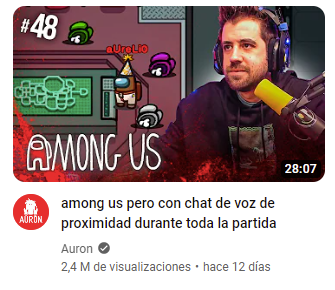 #48
aUreLIO
AMONG US
28:07
AURON
among us pero con chat de voz de
proximidad durante toda la partida
Auron
2,4 M de visualizaciones • hace 12 días